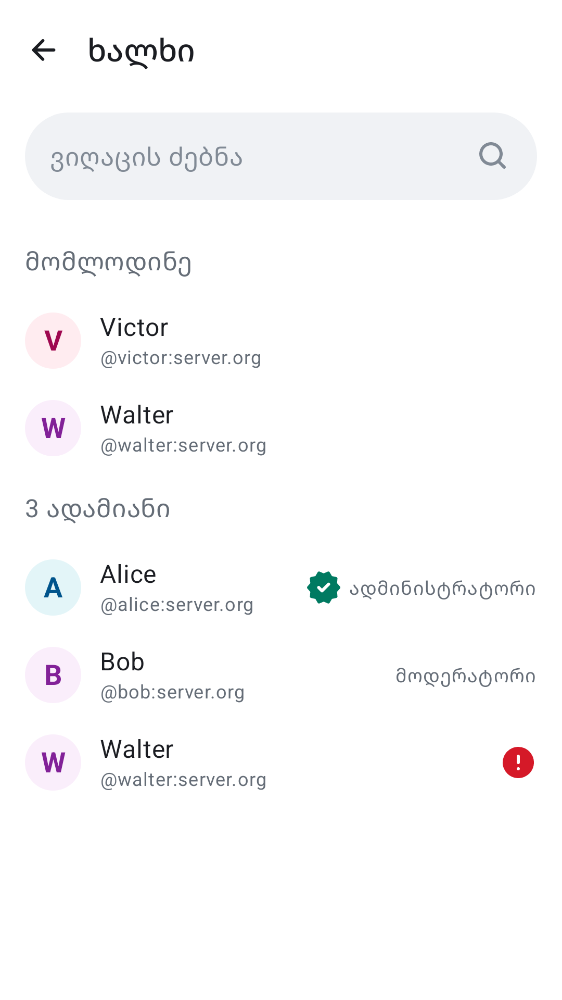 ხალხი
ვიღაცის ძებნა
მომლოდინე
V
Victor
@victor:server.org
W
Walter
@walter:server.org
3 ადამიანი
A
Alice
@alice:server.org
ადმინისტრატორი
B
Bob
@bob:server.org
მოდერატორი
W
Walter
@walter:server.org